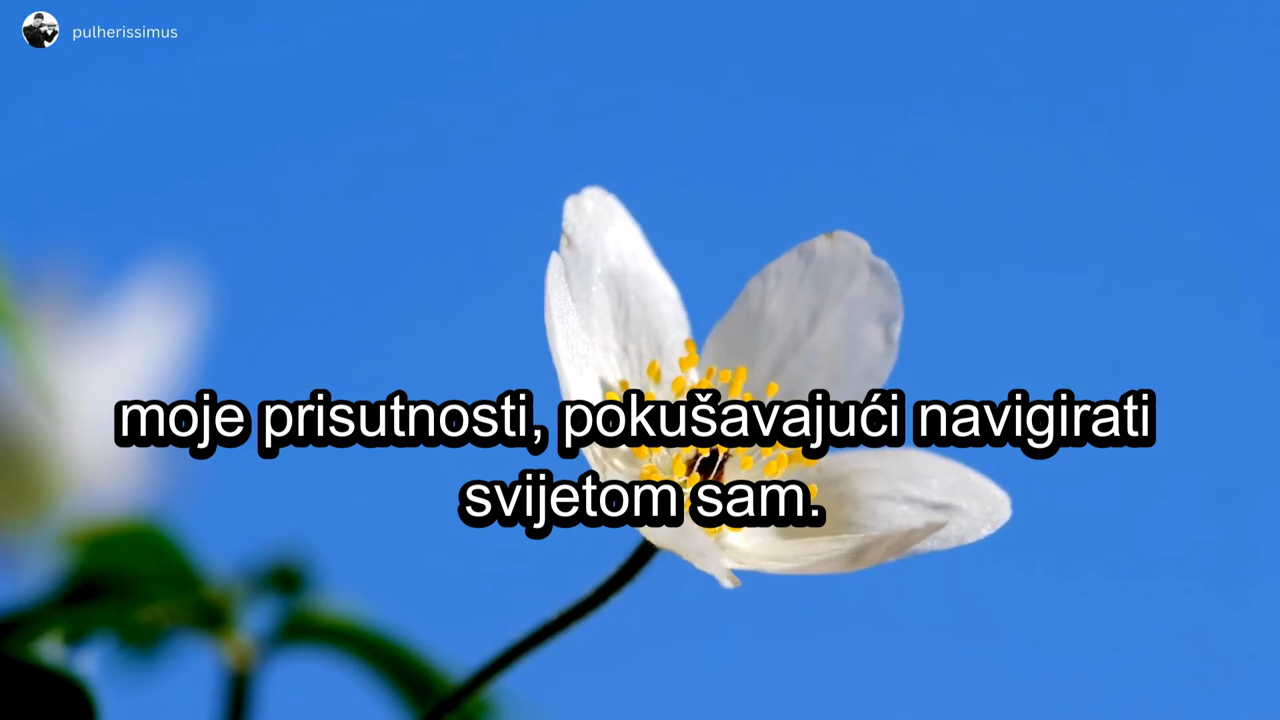 pulherissimus
moje prisutnosti, pokušavajući navigirati
svijetom sam.